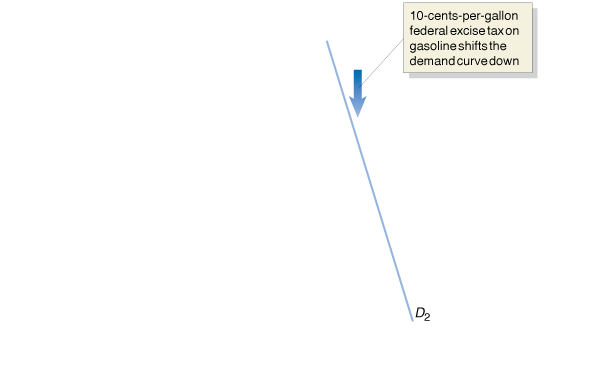 10-cents-per-gallon
federal excise tax on
gasoline shifts the
demand curve down
D2